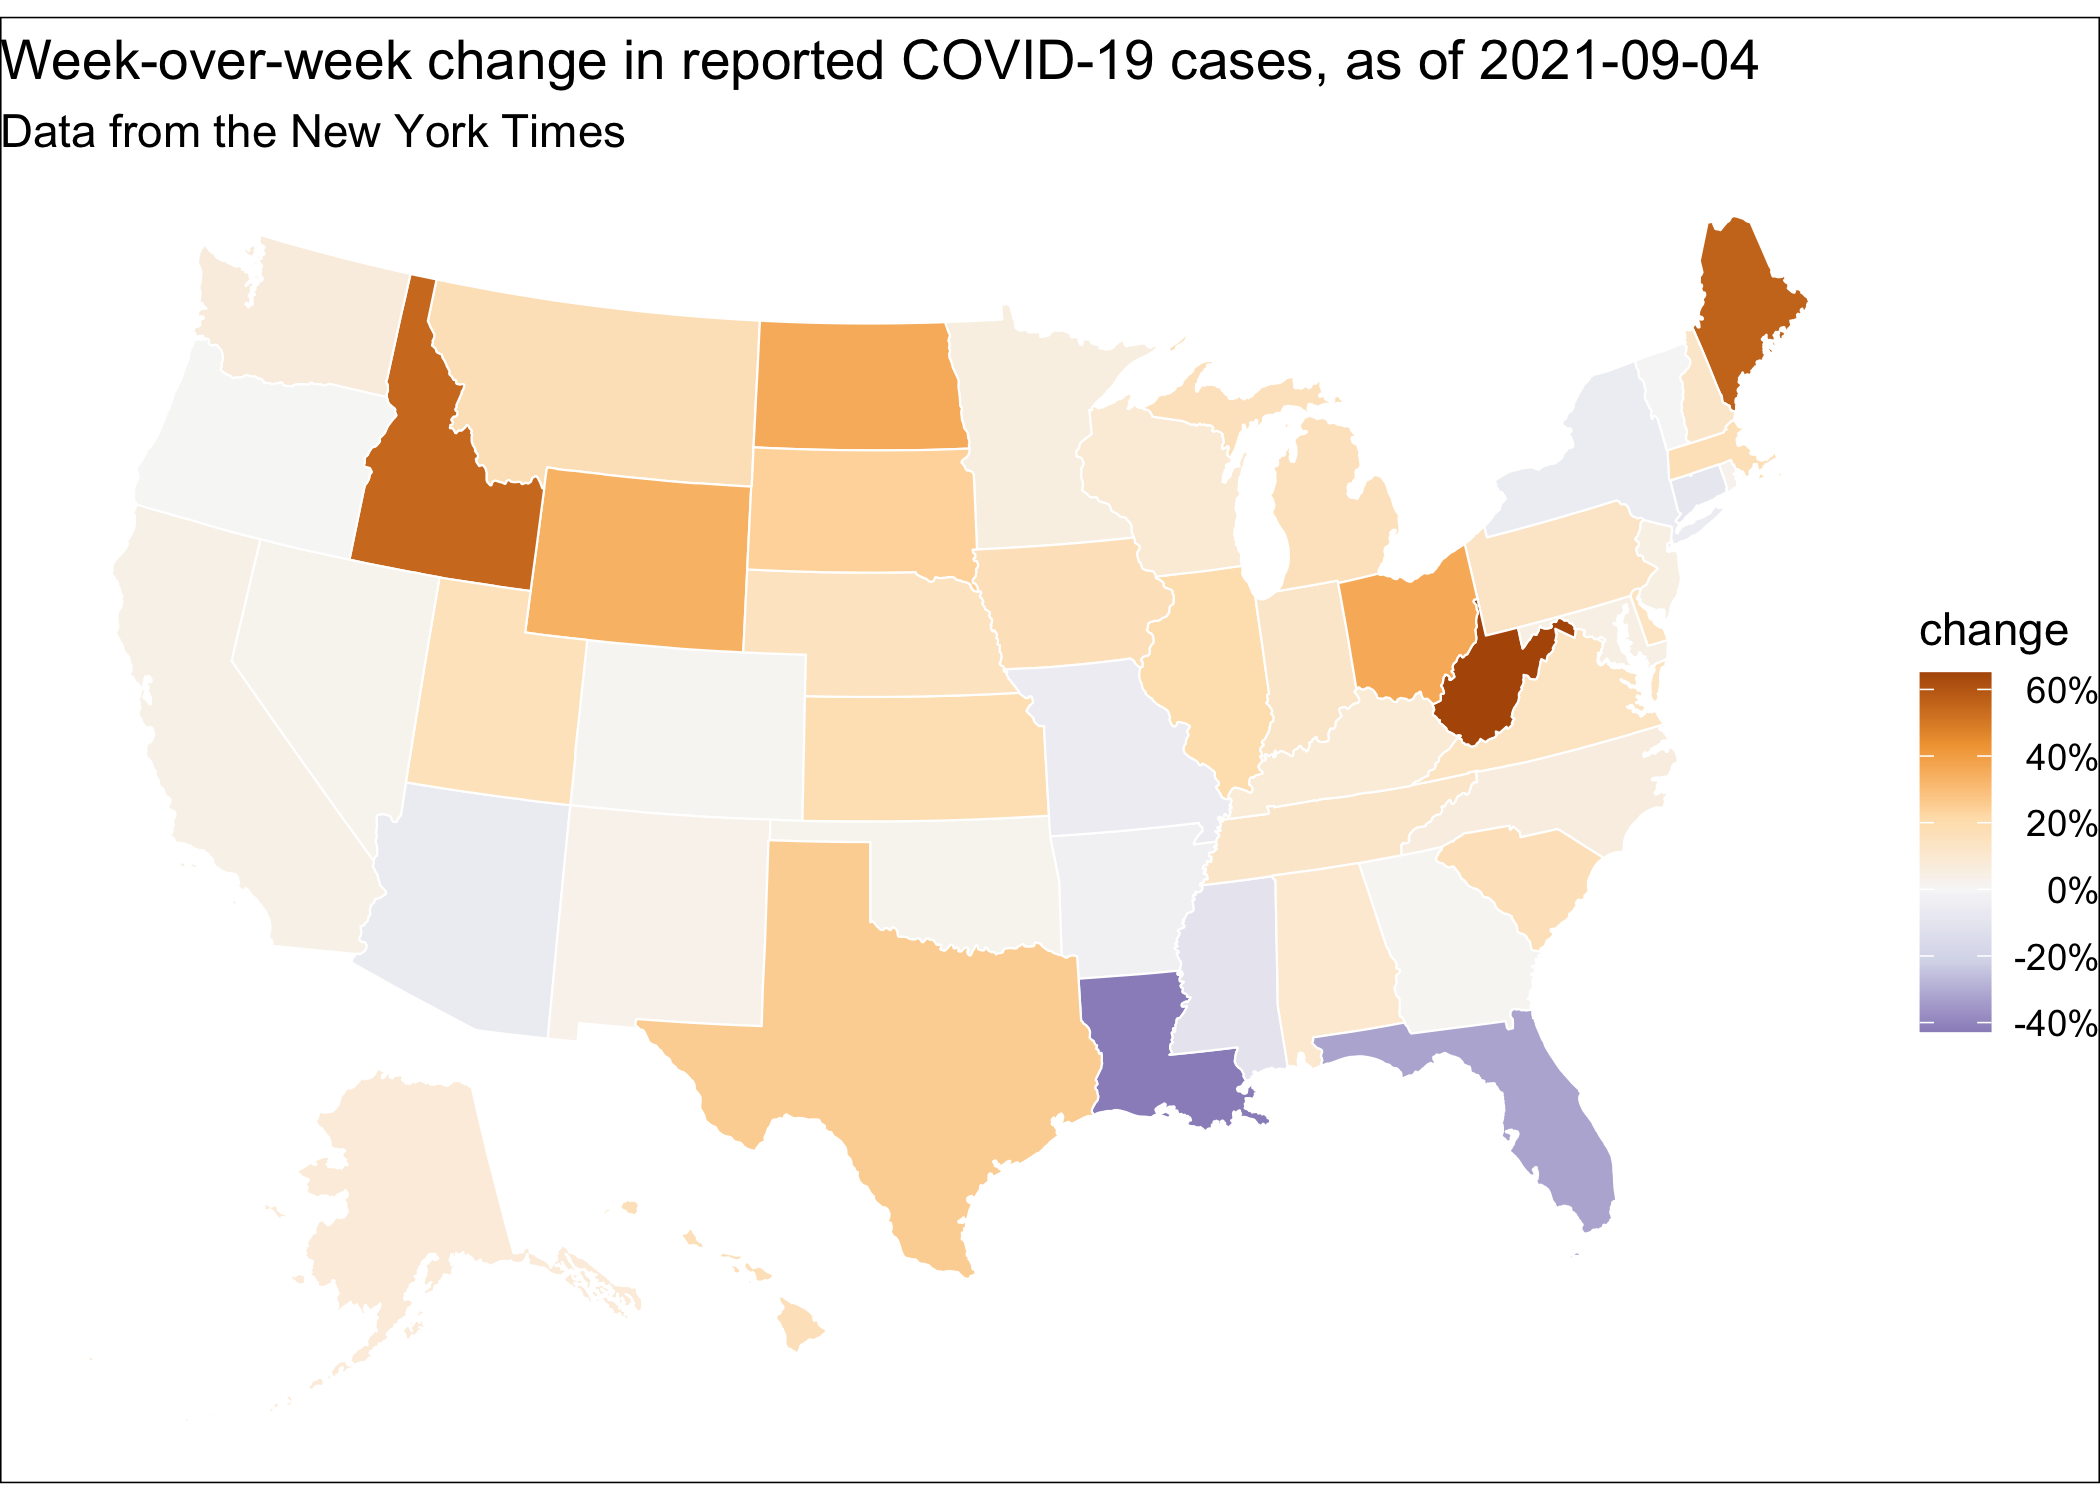 Week-over-week change in reported COVID-19 cases, as of 2021-09-04
Data from the New York Times
change
60%
40%
20%
0%
-20%
-40%